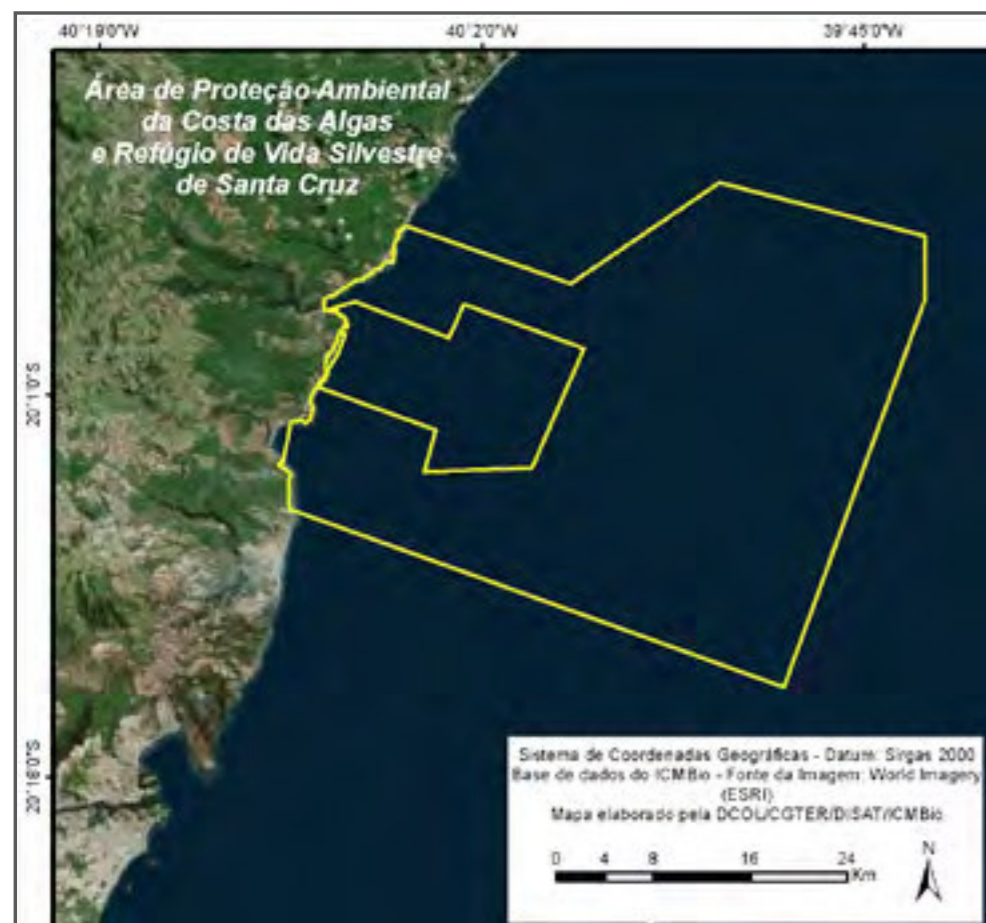 40°19'0"W 40°2'0"W 39°45'0"W
Área de Proteção Ambiental
da Costa das Algas
e Refúgio de Vida Silvestre
de Santa Cruz
20°1'0"S
20°18'0"S
Sistema de Coordenadas Geográficas - Datum: Sirgas 2000
Base de dados do ICMBio - Fonte da Imagem: World Imagery
(ESRI)
Mapa elaborado pela DCOL/CGTER/DISAT/ICMBio
0 4 8 16 24
Km
N